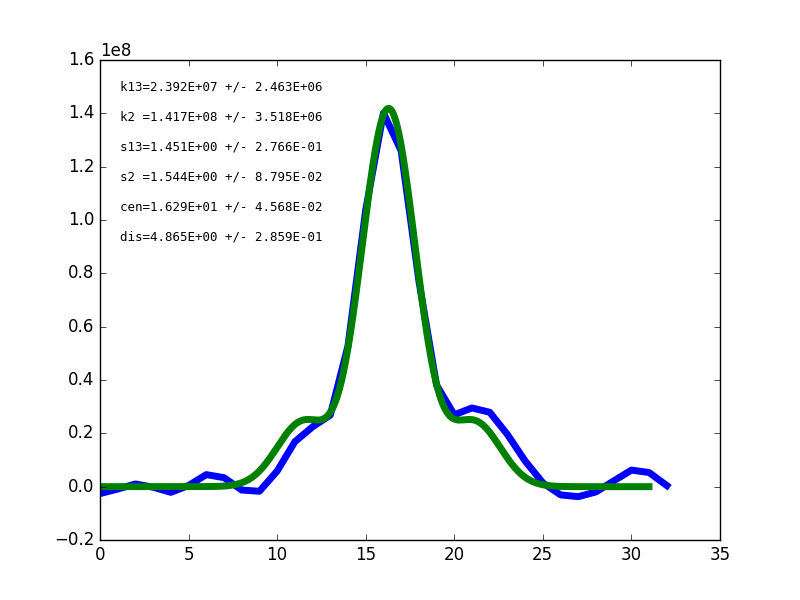 1e8
1.6
1.4
1.2
1.0
0.8
0.6
0.4
0.2
0.0
−0.2
k13=2.392E+07 +/- 2.463E+06
k2 =1.417E+08 +/- 3.518E+06
s13=1.451E+00 +/- 2.766E-01
s2 =1.544E+00 +/- 8.795E-02
cen=1.629E+01 +/- 4.568E-02
dis=4.865E+00 +/- 2.859E-01
0 5 10 15 20 25 30 35